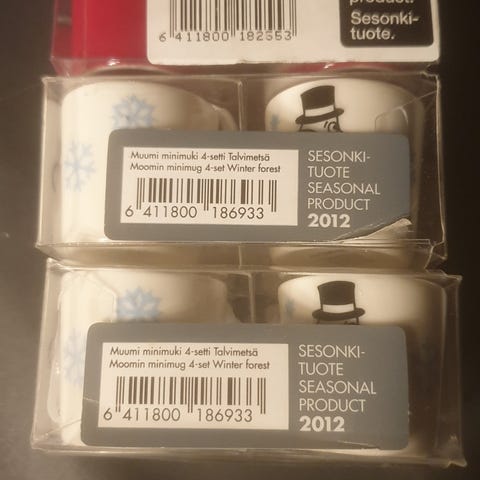 product.
Sesonki-
tuote.
6 411800 182553
Muumi minimuki 4-setti Talvimetsä
Moomin minimug 4-set Winter forest
6 411800 186933
SESONKI-
TUOTE
SEASONAL
PRODUCT
2012
Muumi minimuki 4-setti Talvimetsä
Moomin minimug 4-set Winter forest
6 411800 186933
SESONKI-
TUOTE
SEASONAL
PRODUCT
2012